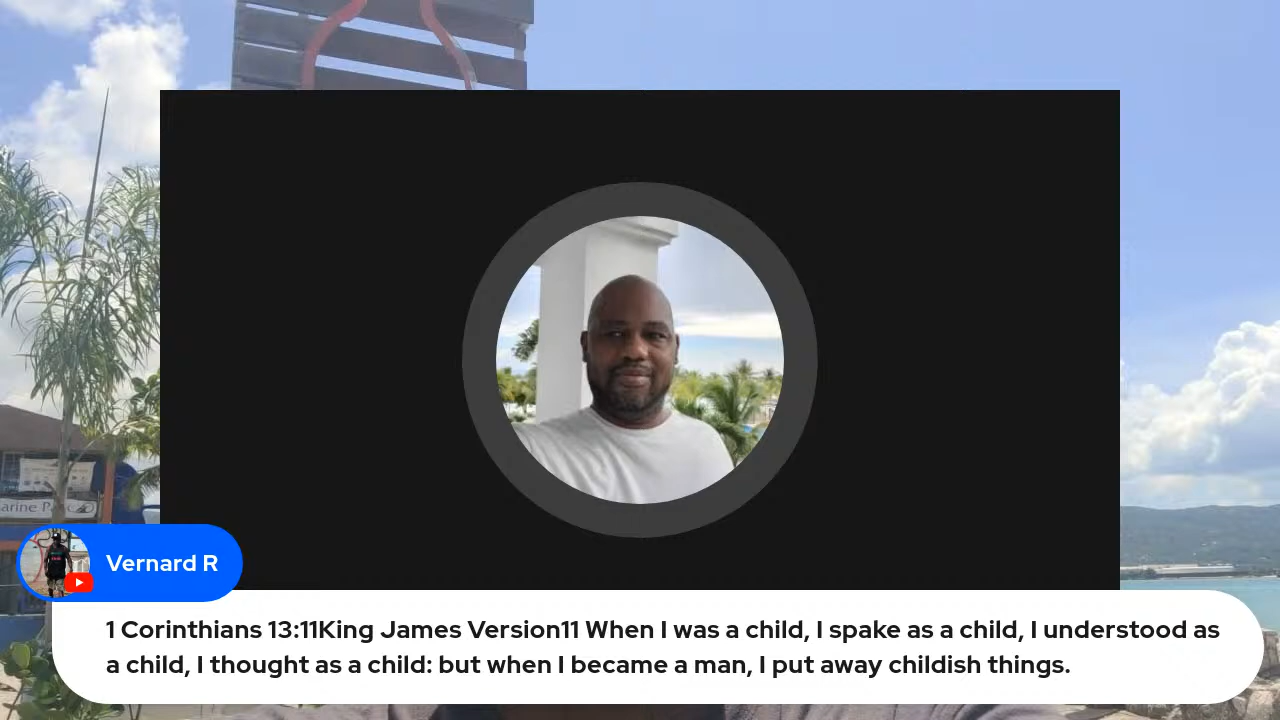 arine Pa
Vernard R
1 Corinthians 13:11King James Version11 When I was a child, I spake as a child, I understood as
a child, I thought as a child: but when I became a man, I put away childish things.